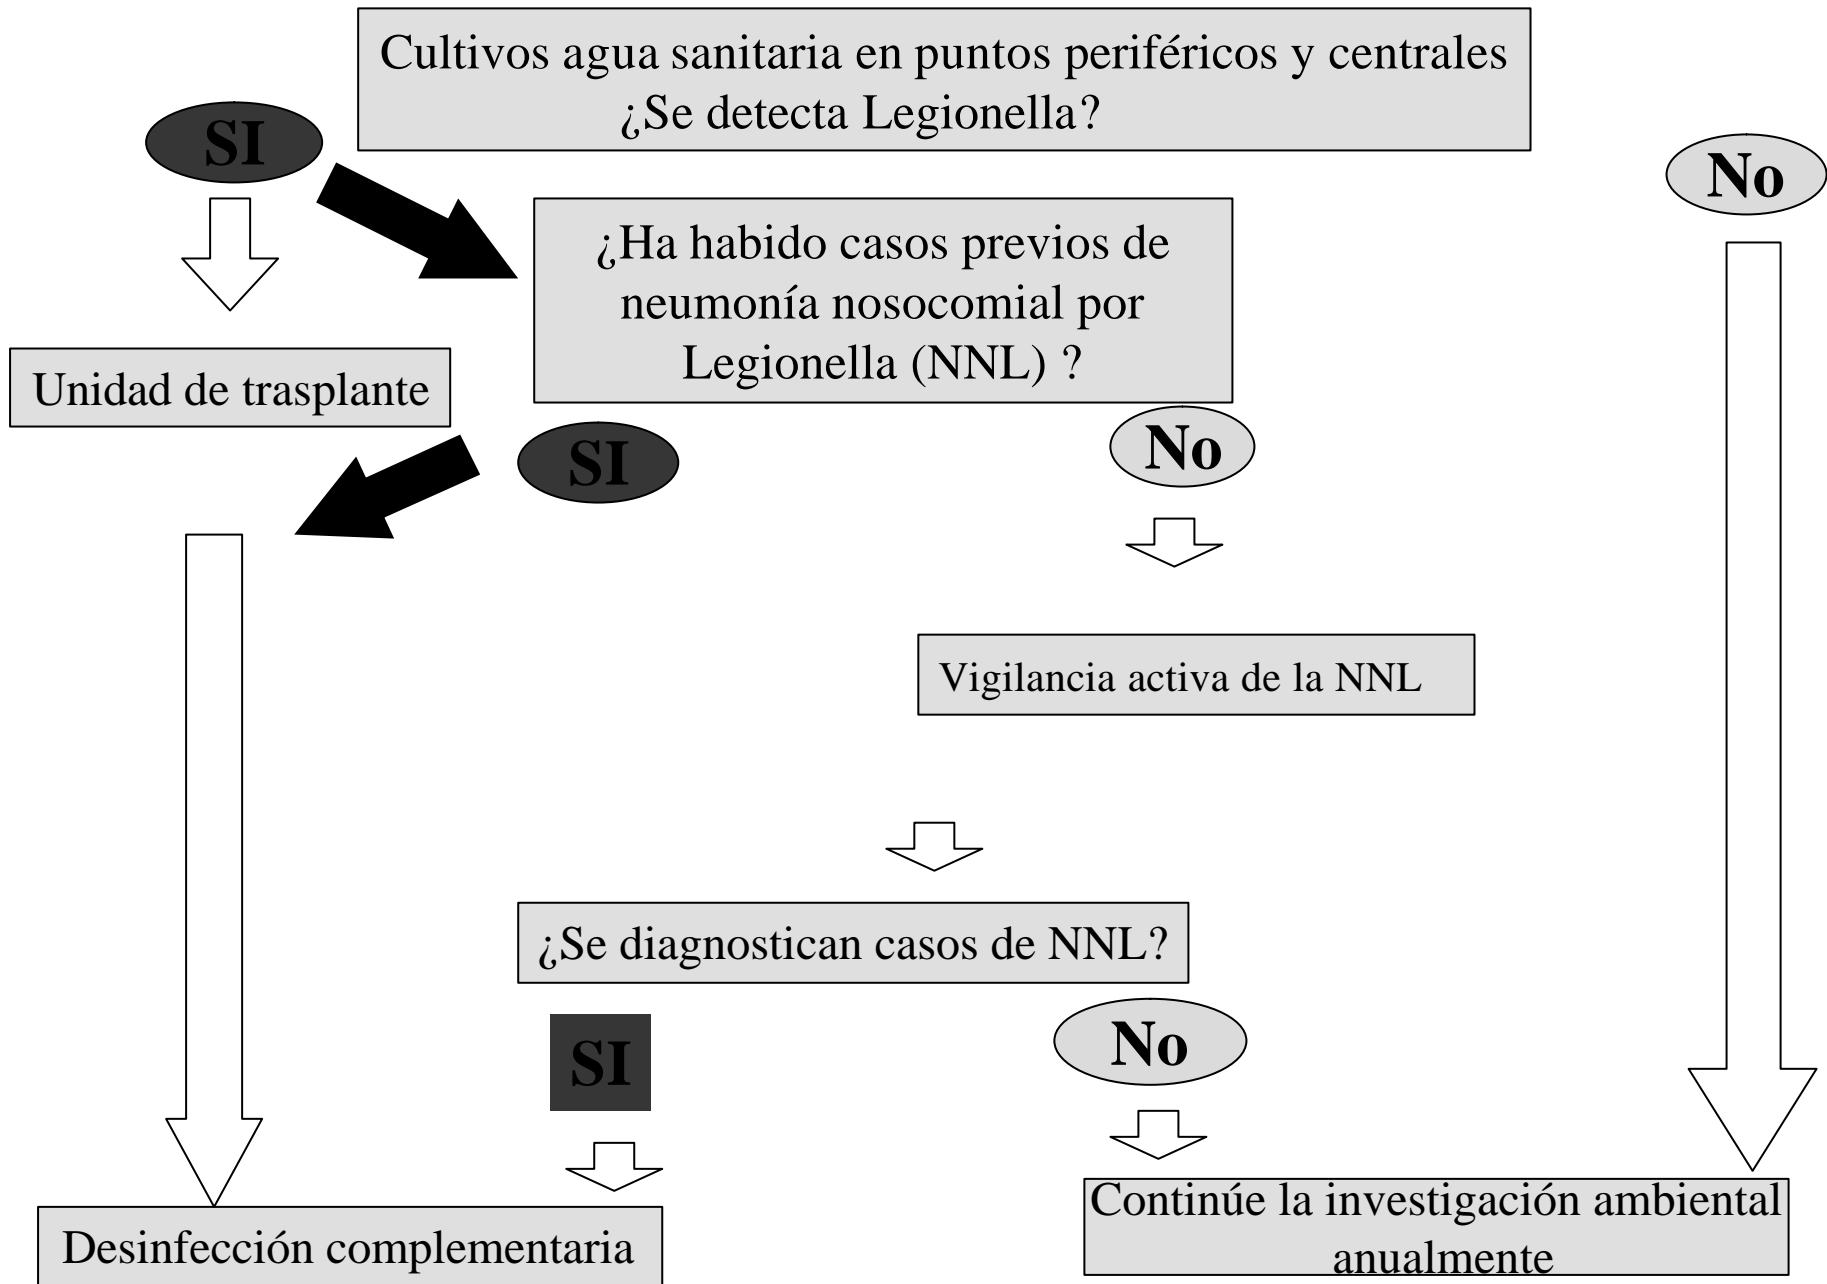 Cultivos agua sanitaria en puntos periféricos y centrales
¿Se detecta Legionella?
SI
No
¿Ha habido casos previos de
neumonía nosocomial por
Legionella (NNL) ?
Unidad de trasplante
SI
No
Vigilancia activa de la NNL
¿Se diagnostican casos de NNL?
SI
No
Desinfección complementaria
Continúe la investigación ambiental
anualmente